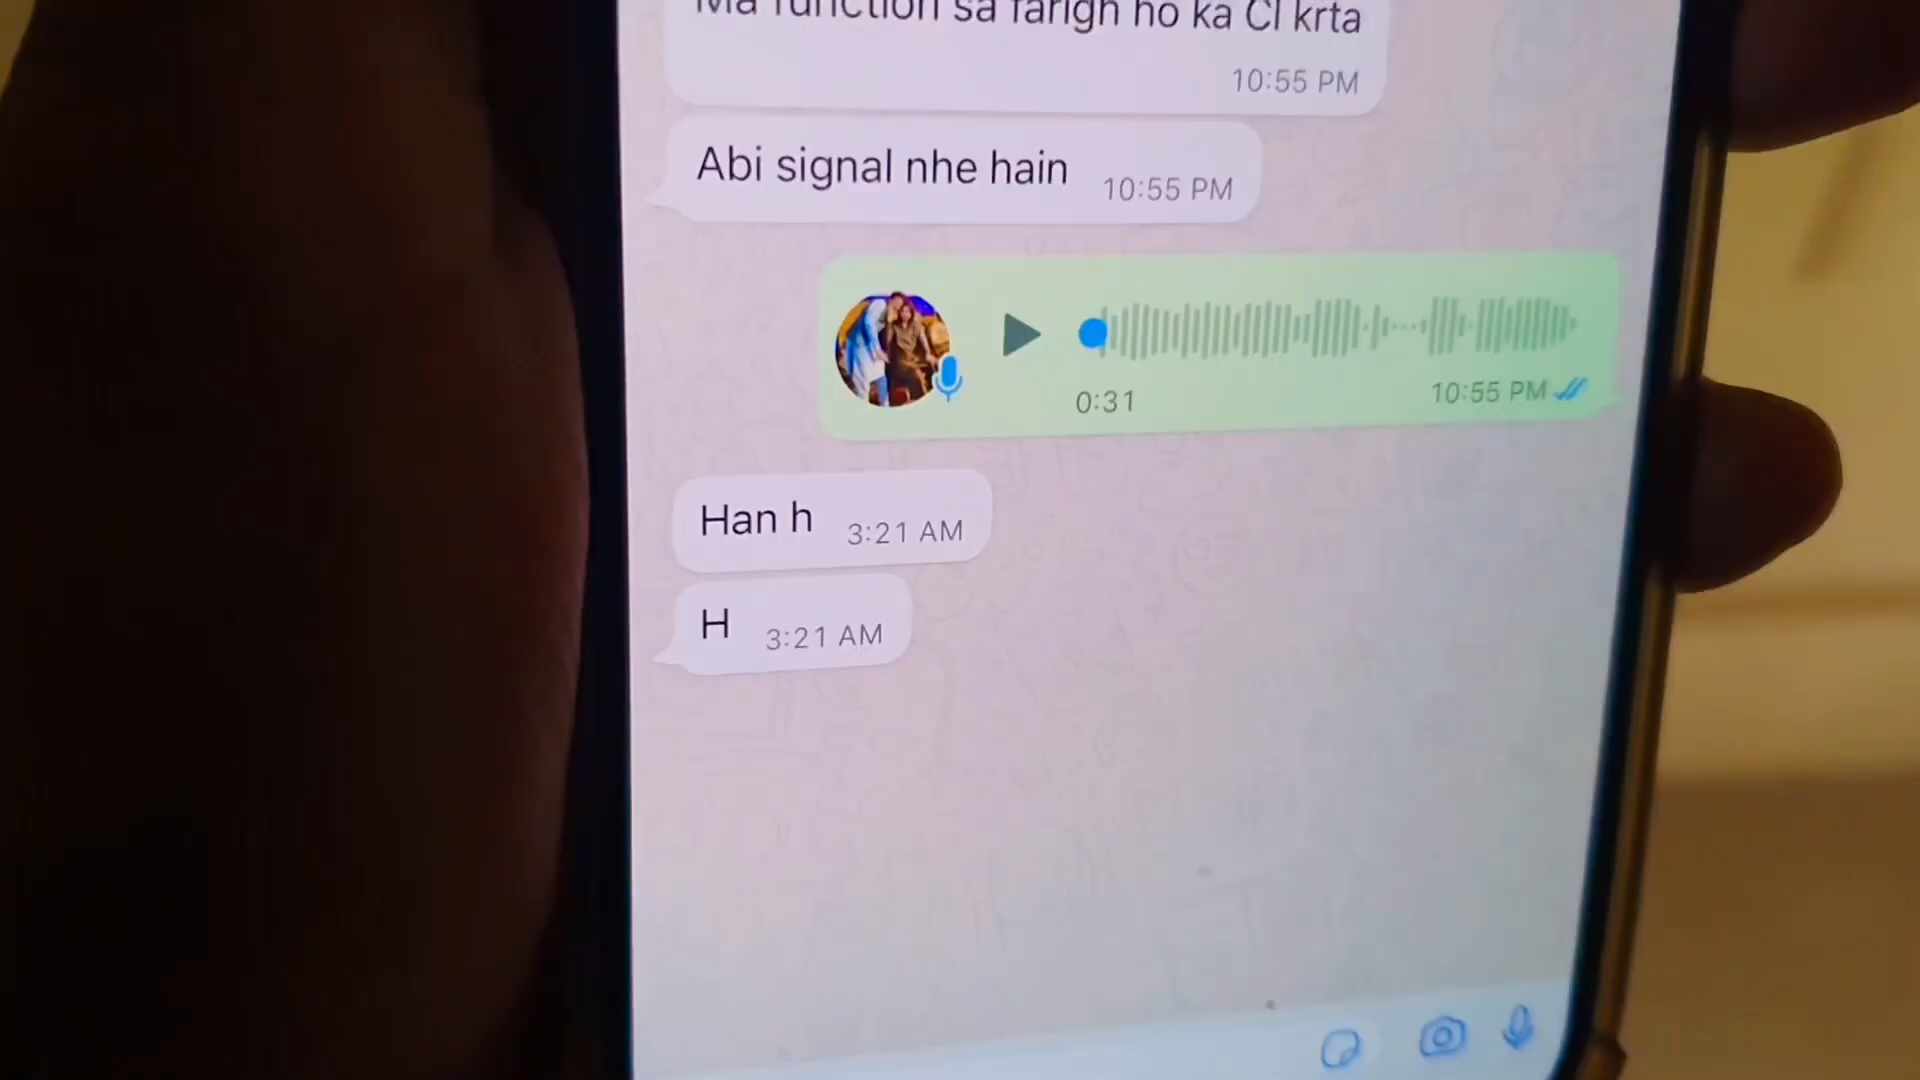 Ma function sa farigh ho ka Cl krta
10:55 PM
Abi signal nhe hain 10:55 PM
0:31 10:55 PM
Han h 3:21 AM
H 3:21 AM